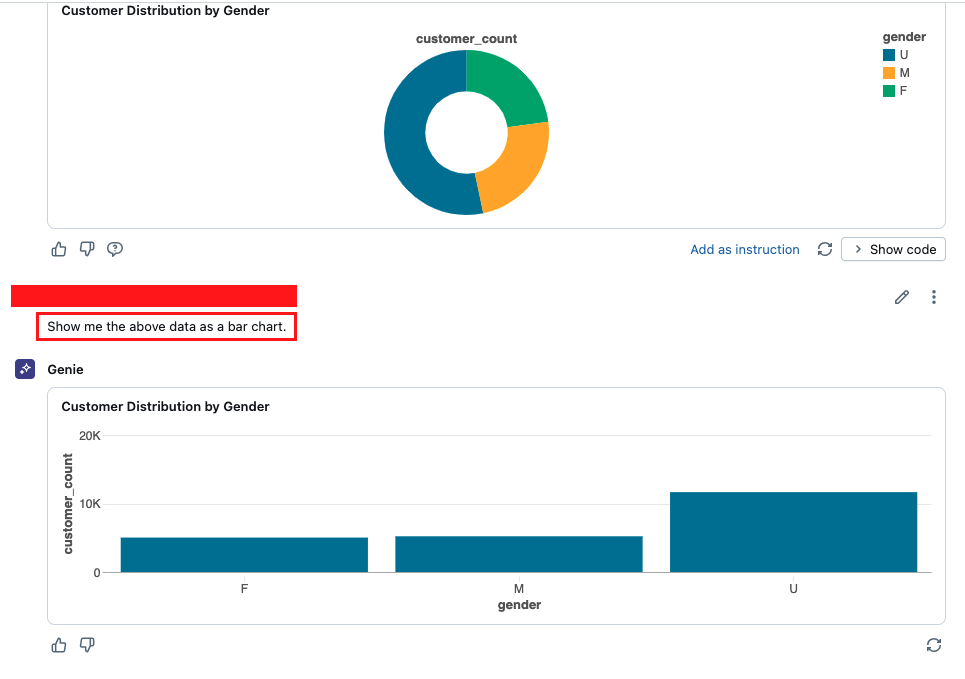 Customer Distribution by Gender
customer_count
gender
U
M
F
Add as instruction
Show code
Show me the above data as a bar chart.
Genie
Customer Distribution by Gender
20K
10K
0
customer_count
F
M
U
gender